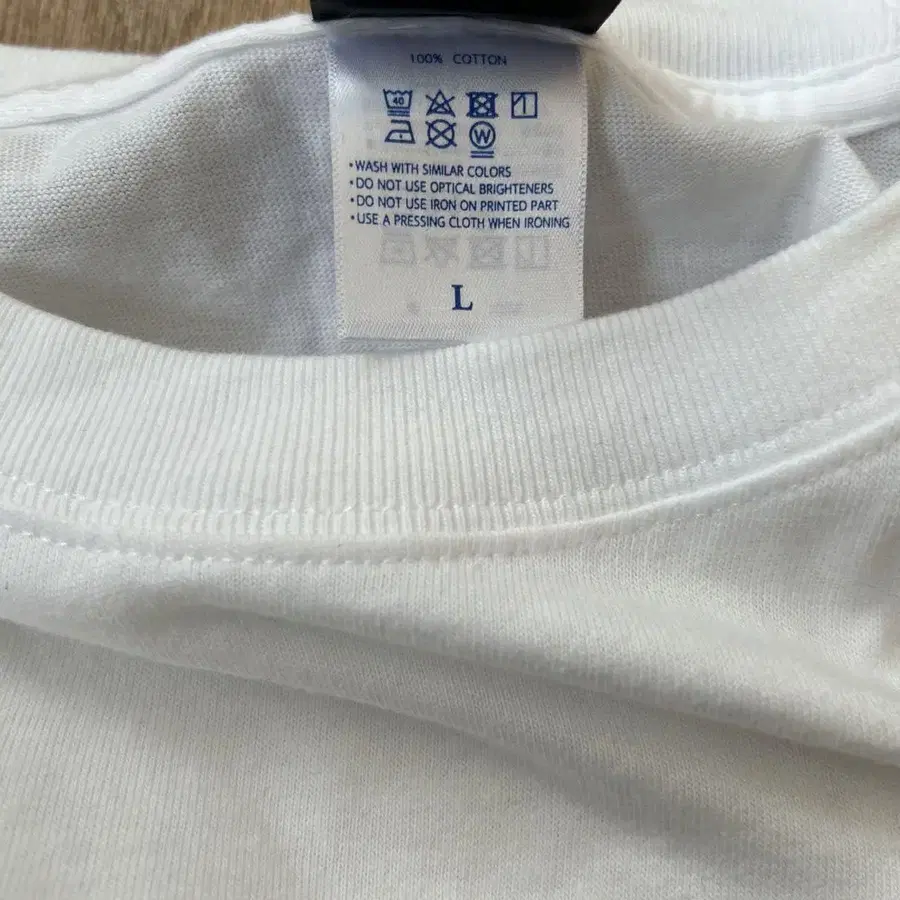 100% COTTON
40
W
•WASH WITH SIMILAR COLORS
•DO NOT USE OPTICAL BRIGHTENERS
•DO NOT USE IRON ON PRINTED PART
•USE A PRESSING CLOTH WHEN IRONING
L